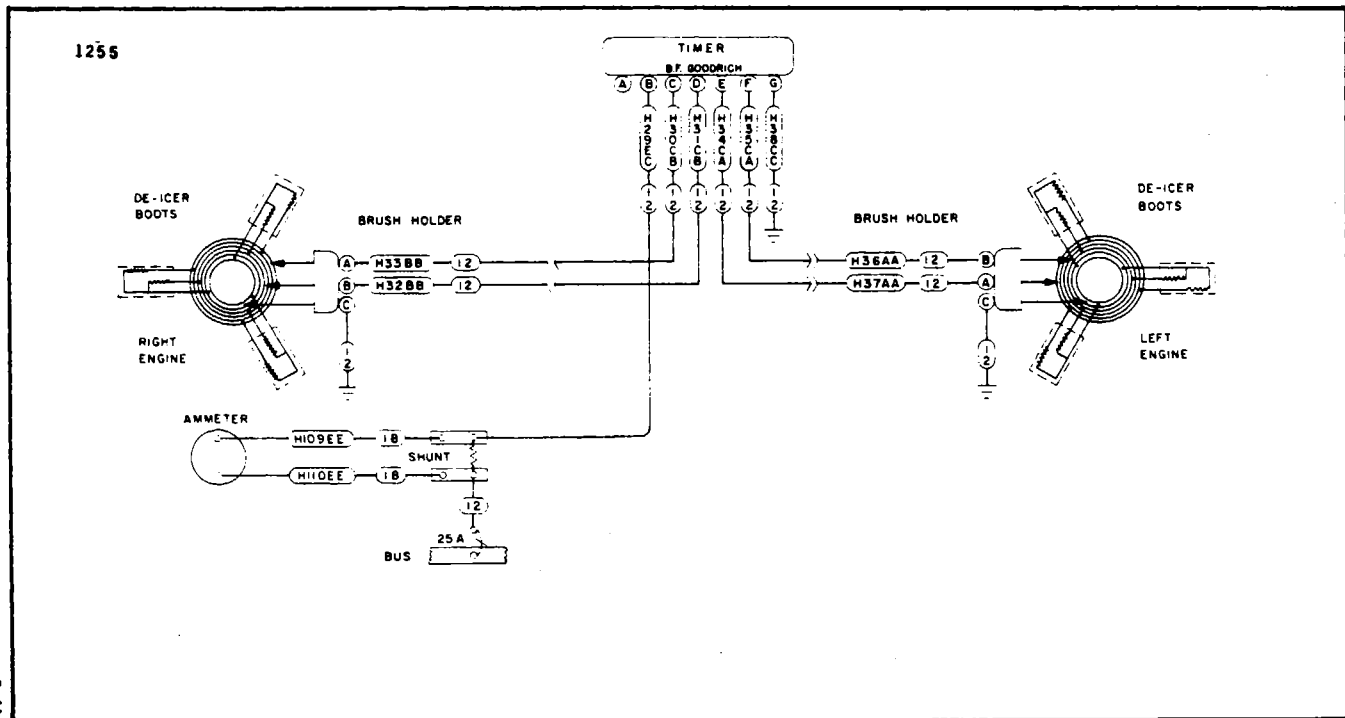 1255
TIMER
B.F. GOODRICH
A B C D E F G
H29EC H30CB H31CB H34CA H35CA H38CC
12 12 12 12 12 12
DE-ICER
BOOTS
BRUSH HOLDER
BRUSH HOLDER
DE-ICER
BOOTS
A H33BB 12
B H32BB 12
C
12
H36AA 12 B
H37AA 12 A
C
12
RIGHT
ENGINE
LEFT
ENGINE
AMMETER
H109EE 18
SHUNT
H110EE 18
12
25A
BUS